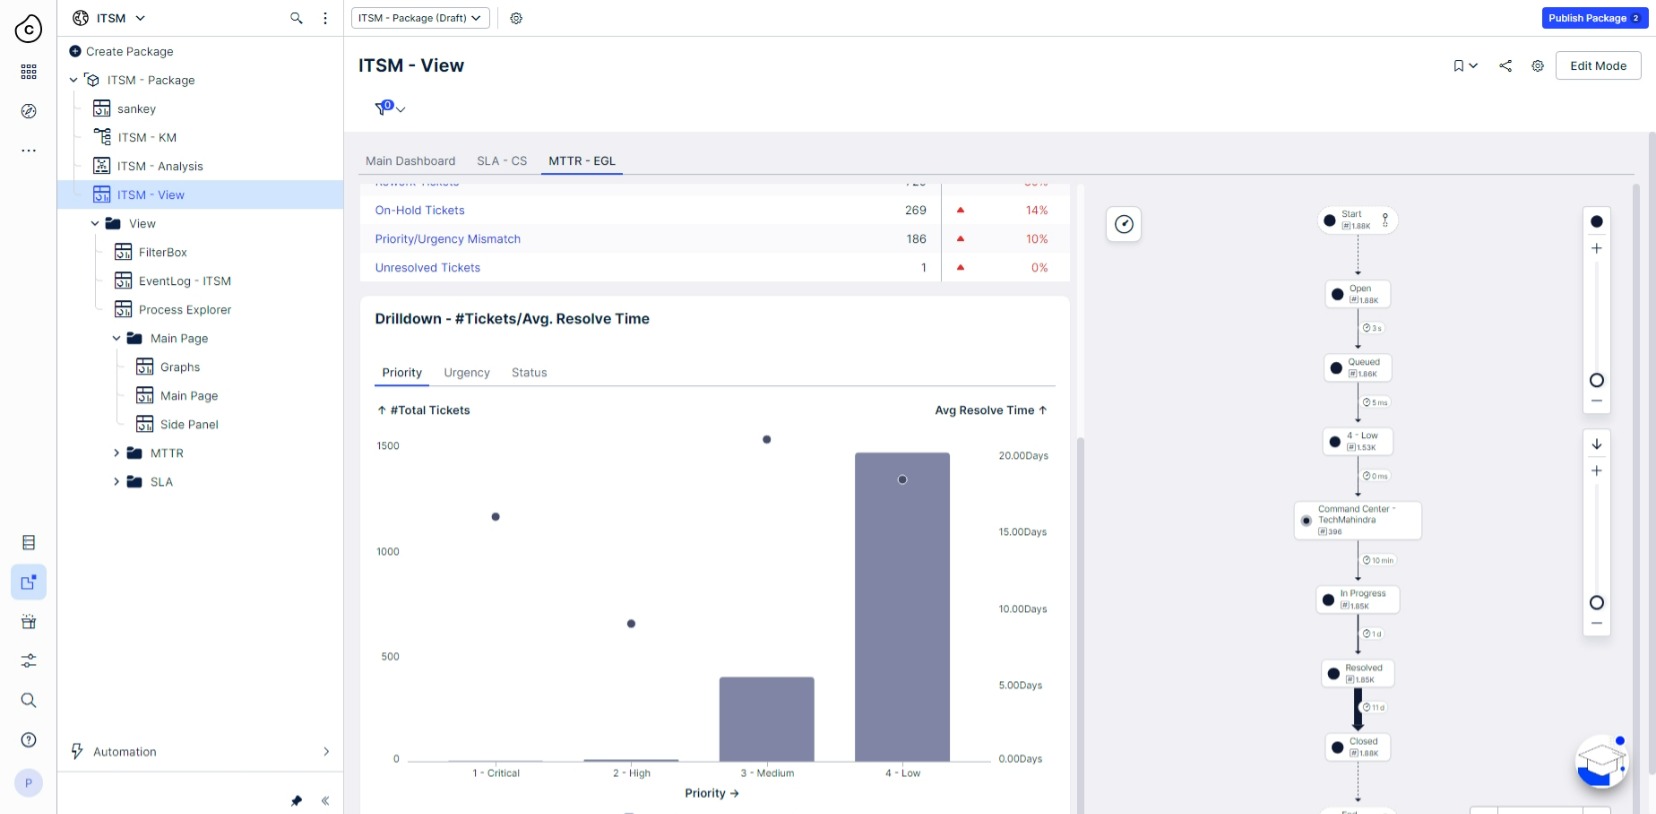 ITSM
ITSM - Package (Draft)
Publish Package 2
Create Package
ITSM - Package
sankey
ITSM - KM
ITSM - Analysis
ITSM - View
View
FilterBox
EventLog - ITSM
Process Explorer
Main Page
Graphs
Main Page
Side Panel
MTTR
SLA
Automation
P
ITSM - View
Edit Mode
0
Main Dashboard
SLA - CS
MTTR - EGL
Rework Tickets
On-Hold Tickets 269 14%
Priority/Urgency Mismatch 186 10%
Unresolved Tickets 1 0%
Drilldown - #Tickets/Avg. Resolve Time
Priority Urgency Status
↑ #Total Tickets
Avg Resolve Time ↑
1500
1000
500
0
20.00Days
15.00Days
10.00Days
5.00Days
0.00Days
1 - Critical 2 - High 3 - Medium 4 - Low
Priority →
Start
# 1.88K
Open
# 1.88K
3 s
Queued
# 1.86K
5 ms
4 - Low
# 1.53K
0 ms
Command Center -
TechMahindra
# 396
10 min
In Progress
# 1.85K
1 d
Resolved
# 1.85K
11 d
Closed
# 1.88K